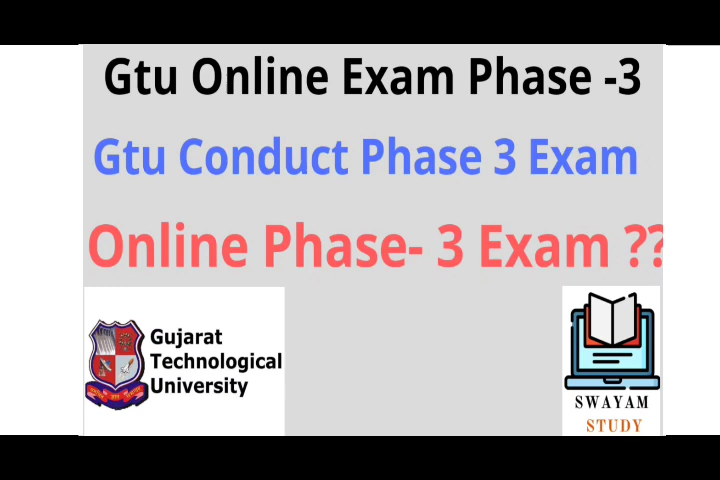 Gtu Online Exam Phase -3
Gtu Conduct Phase 3 Exam
Online Phase- 3 Exam ??
Gujarat
Technological
University
SWAYAM
STUDY